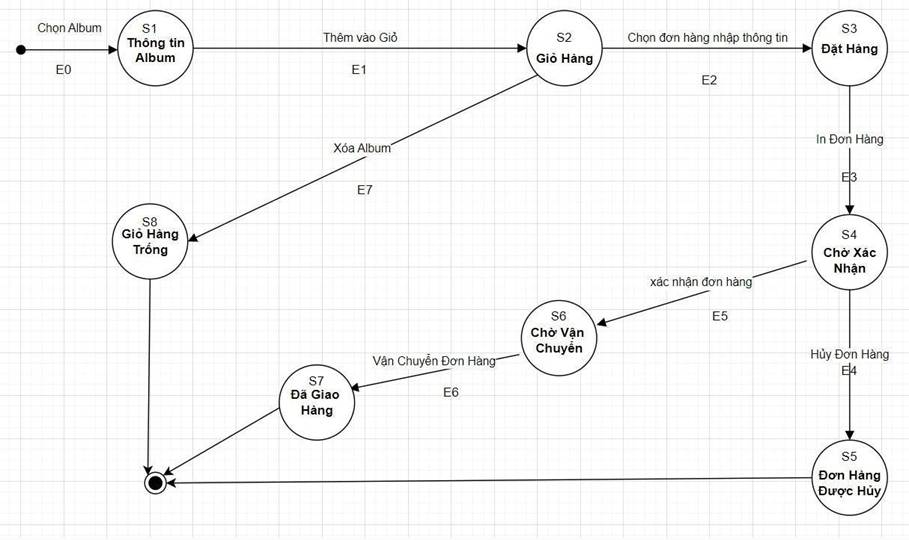 Chọn Album
E0
S1
Thông tin
Album
Thêm vào Giỏ
E1
S2
Giỏ Hàng
Chọn đơn hàng nhập thông tin
E2
S3
Đặt Hàng
In Đơn Hàng
E3
Xóa Album
E7
S8
Giỏ Hàng
Trống
S4
Chờ Xác
Nhận
xác nhận đơn hàng
E5
S6
Chờ Vận
Chuyển
Hủy Đơn Hàng
E4
Vận Chuyển Đơn Hàng
E6
S7
Đã Giao
Hàng
S5
Đơn Hàng
Được Hủy